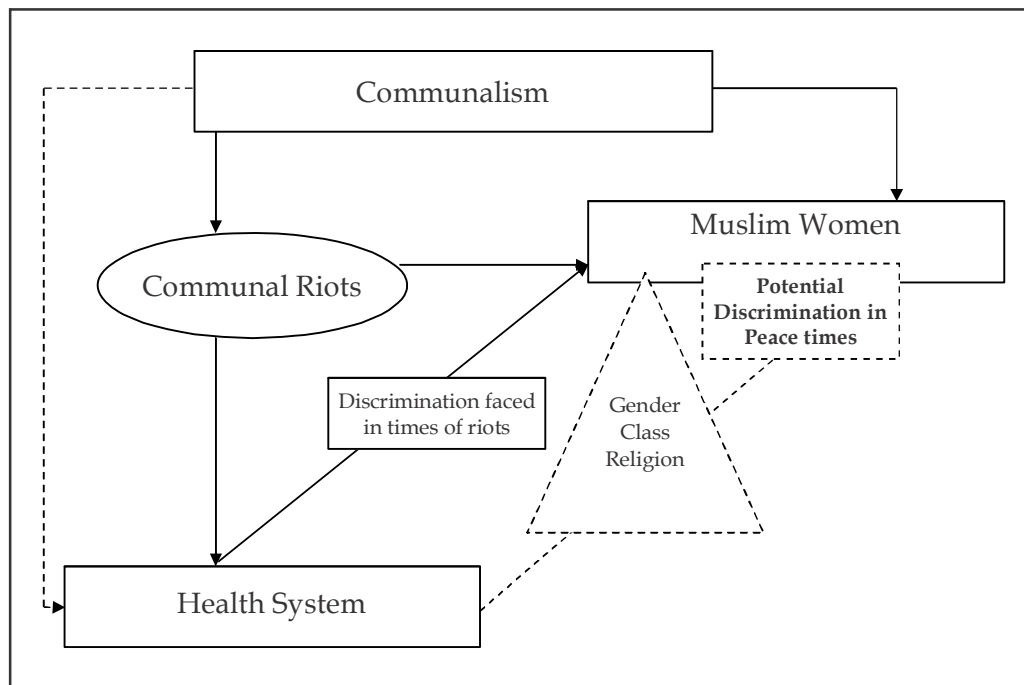 Communalism
Muslim Women
Communal Riots
Potential
Discrimination in
Peace times
Discrimination faced
in times of riots
Gender
Class
Religion
Health System